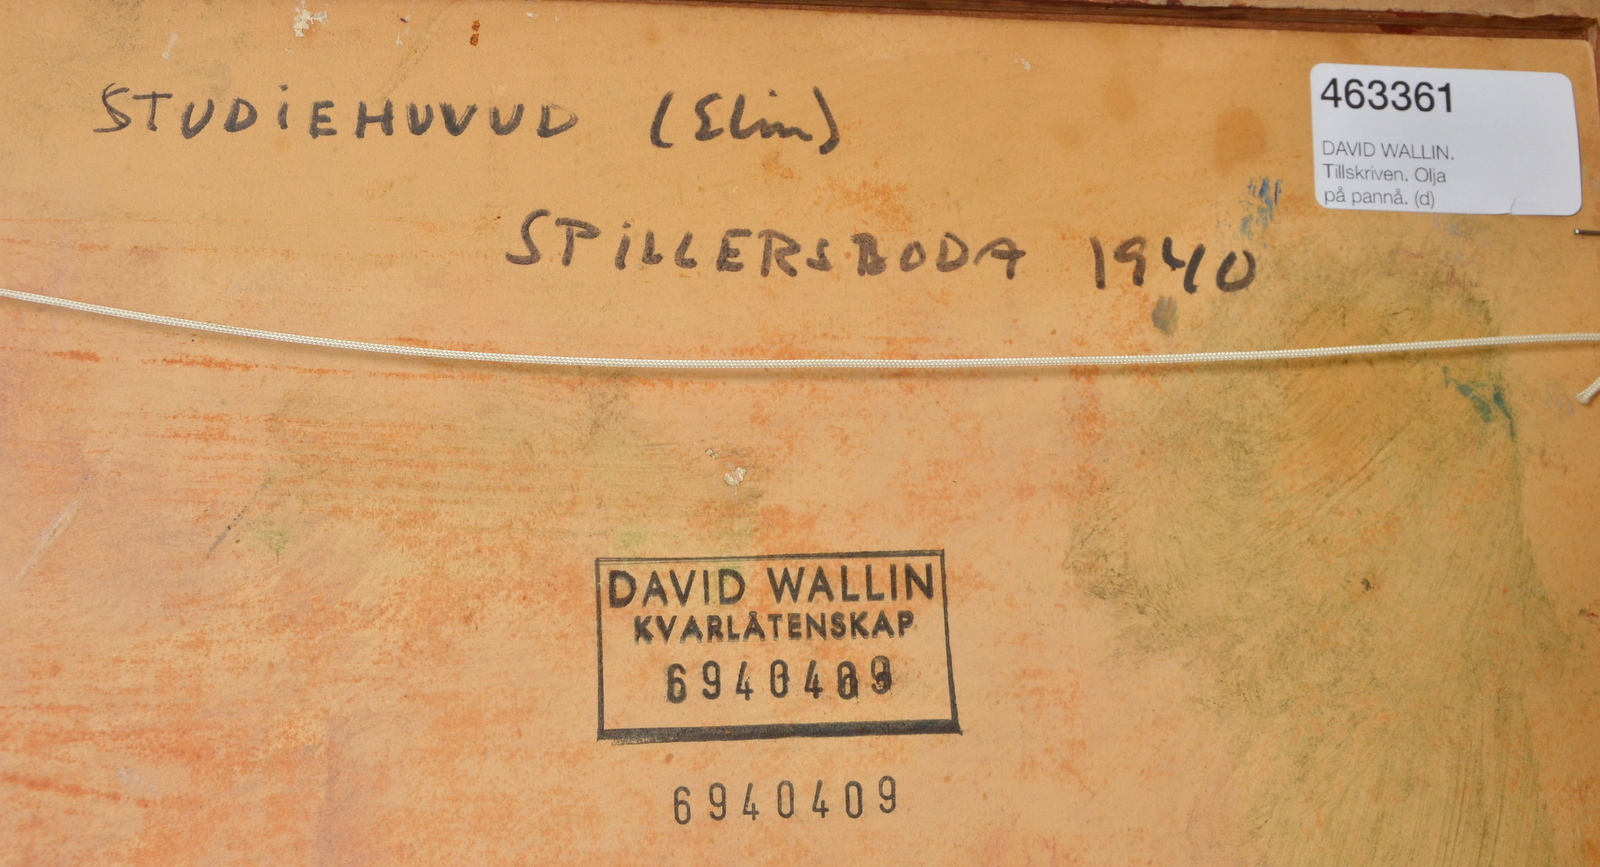 STUDIEHUVUD (Elin)
SPILLERSBODA 1940
463361
DAVID WALLIN.
Tillskriven. Olja
på pannå. (d)
DAVID WALLIN
KVARLÅTENSKAP
6940409
6940409